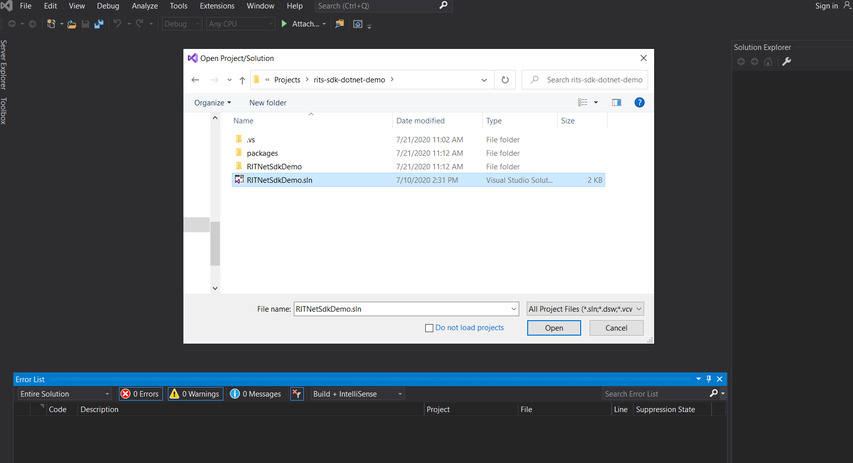 File Edit View Debug Analyze Tools Extensions Window Help Search (Ctrl+Q) Sign in
Debug Any CPU Attach...
Server Explorer
Toolbox
Open Project/Solution
« Projects rits-sdk-dotnet-demo Search rits-sdk-dotnet-demo
Organize New folder
Name Date modified Type Size
.vs 7/21/2020 11:02 AM File folder
packages 7/21/2020 11:12 AM File folder
RITNetSdkDemo 7/21/2020 11:12 AM File folder
RITNetSdkDemo.sln 7/10/2020 2:31 PM Visual Studio Solut... 2 KB
File name: RITNetSdkDemo.sln All Project Files (*.sln;*.dsw;*.vcw
Do not load projects Open Cancel
Solution Explorer
Error List
Entire Solution 0 Errors 0 Warnings 0 Messages Build + IntelliSense Search Error List
Code Description Project File Line Suppression State